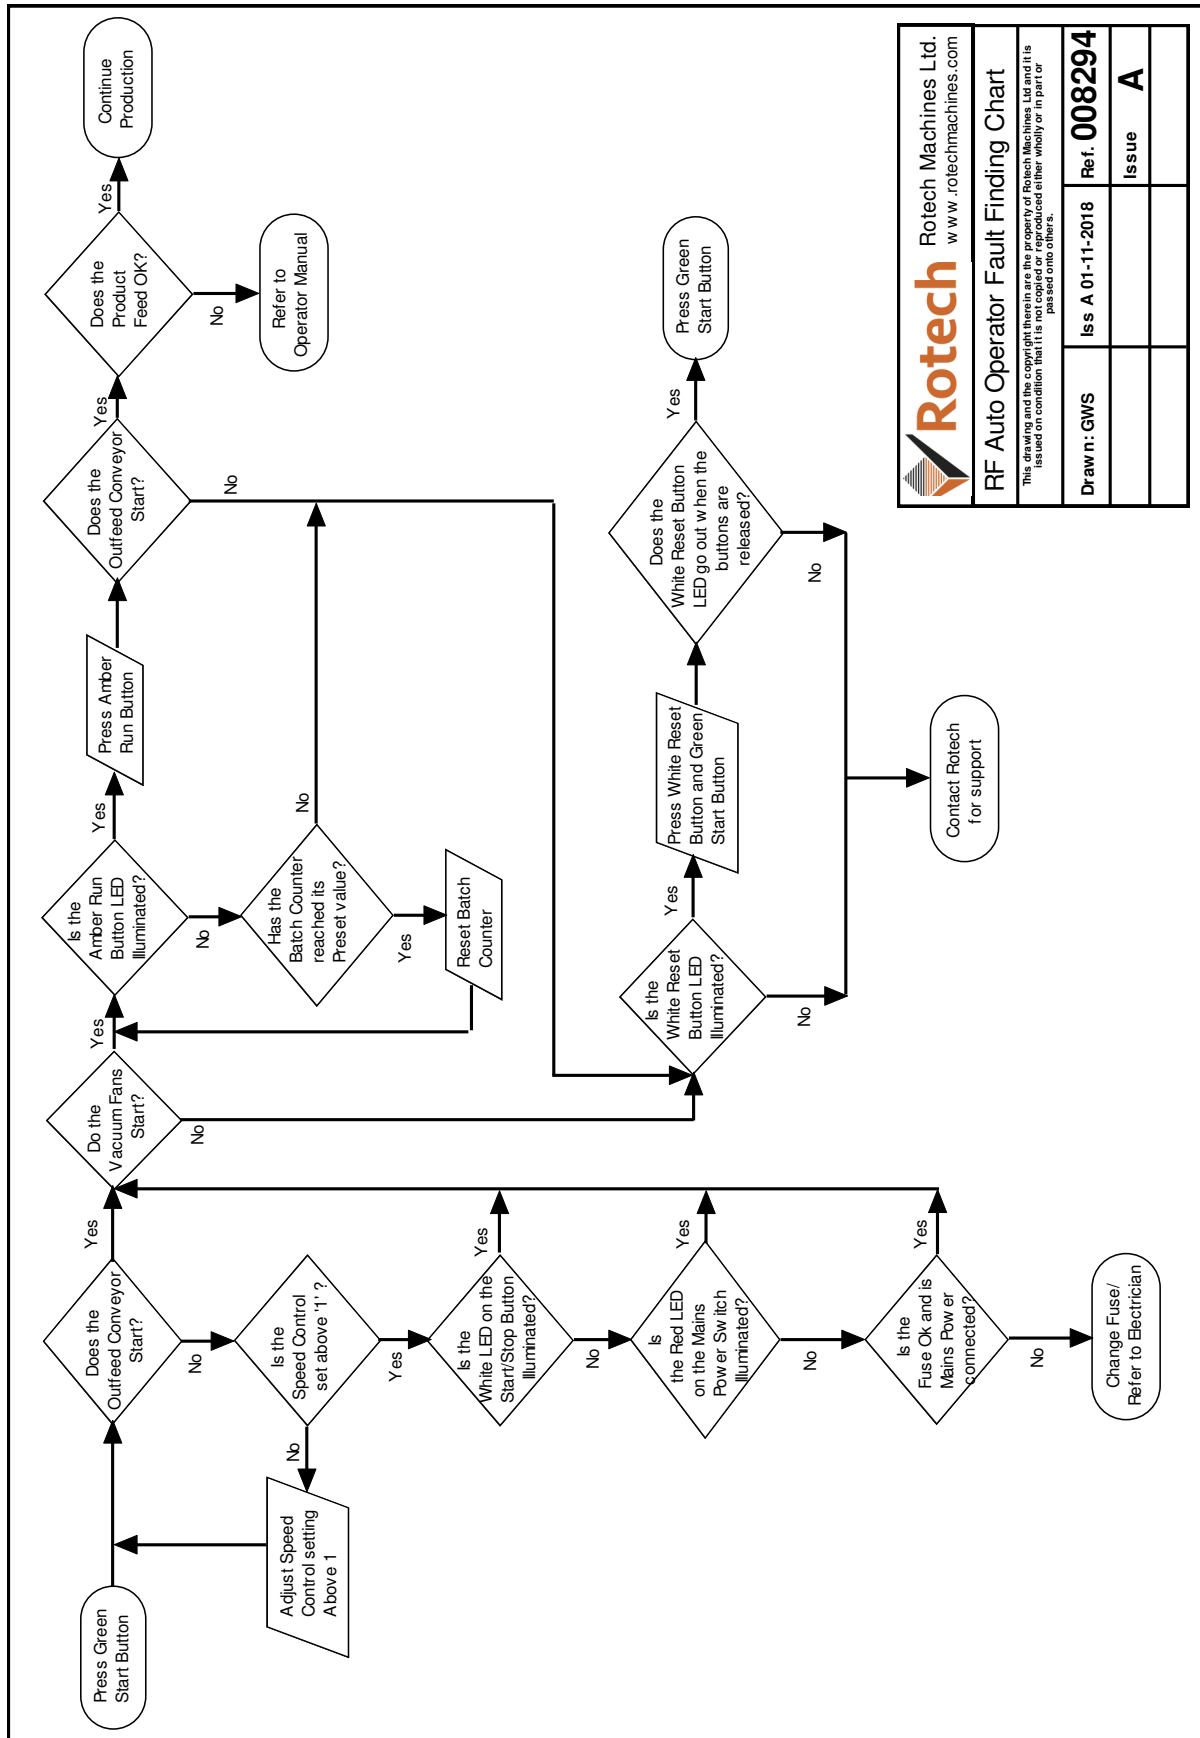 Press Green
Start Button
Does the
Outfeed Conveyor
Start?
Yes
No
Do the
Vacuum Fans
Start?
Yes
No
Is the
Amber Run
Button LED
Illuminated?
Yes
No
Press Amber
Run Button
Does the
Outfeed Conveyor
Start?
Yes
No
Does the
Product
Feed OK?
Yes
No
Continue
Production
Refer to
Operator Manual
Adjust Speed
Control setting
Above 1
No
Is the
Speed Control
set above '1' ?
Yes
Has the
Batch Counter
reached its
Preset value?
No
Yes
Reset Batch
Counter
Is the
White LED on the
Start/Stop Button
Illuminated?
Yes
No
Is
the Red LED
on the Mains
Power Switch
Illuminated?
Yes
No
Is the
Fuse Ok and is
Mains Power
connected?
Yes
No
Change Fuse/
Refer to Electrician
Is the
White Reset
Button LED
Illuminated?
Yes
No
Press White Reset
Button and Green
Start Button
Does the
White Reset Button
LED go out when the
buttons are
released?
Yes
No
Press Green
Start Button
Contact Rotech
for support
Rotech
Rotech Machines Ltd.
www.rotechmachines.com
RF Auto Operator Fault Finding Chart
This drawing and the copyright therein are the property of Rotech Machines Ltd and it is
issued on condition that it is not copied or reproduced either wholly or in part or
passed onto others.
Drawn: GWS
Iss A 01-11-2018
Ref. 008294
Issue A